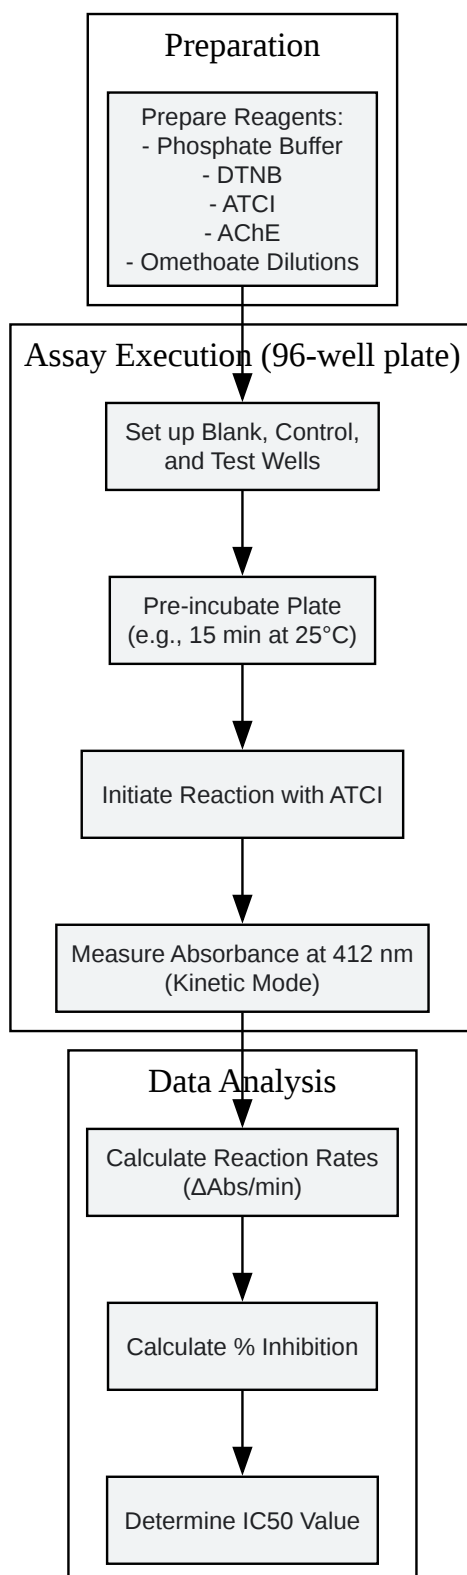 Preparation
Prepare Reagents:
- Phosphate Buffer
- DTNB
- ATCI
- AChE
- Omethoate Dilutions
Assay Execution (96-well plate)
Set up Blank, Control,
and Test Wells
Pre-incubate Plate
(e.g., 15 min at 25°C)
Initiate Reaction with ATCI
Measure Absorbance at 412 nm
(Kinetic Mode)
Data Analysis
Calculate Reaction Rates
(ΔAbs/min)
Calculate % Inhibition
Determine IC50 Value